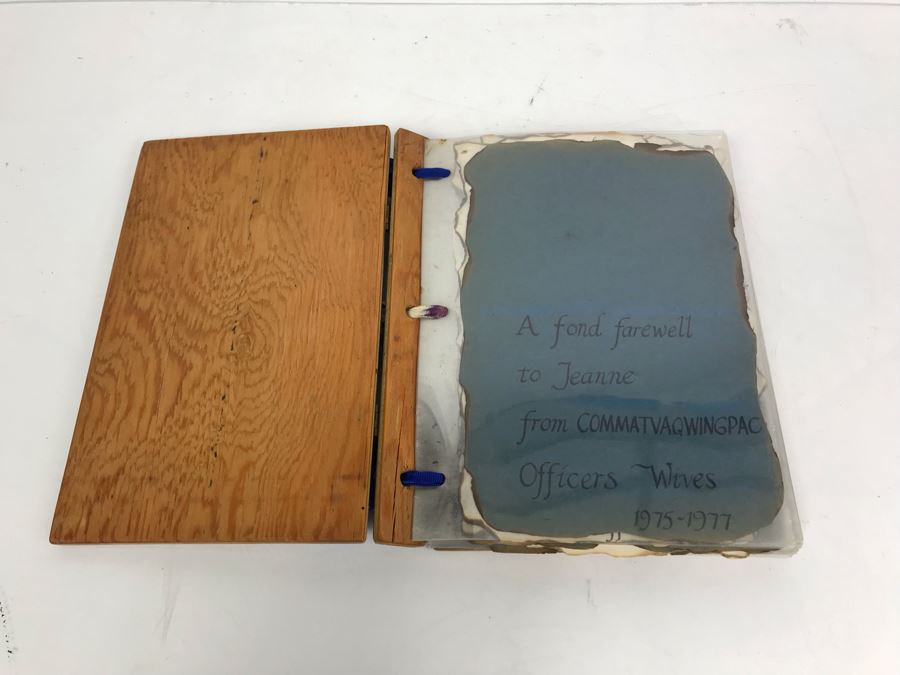 A fond farewell
to Jeanne
from COMMATVAQWINGPAC
Officers Wives
1975-1977